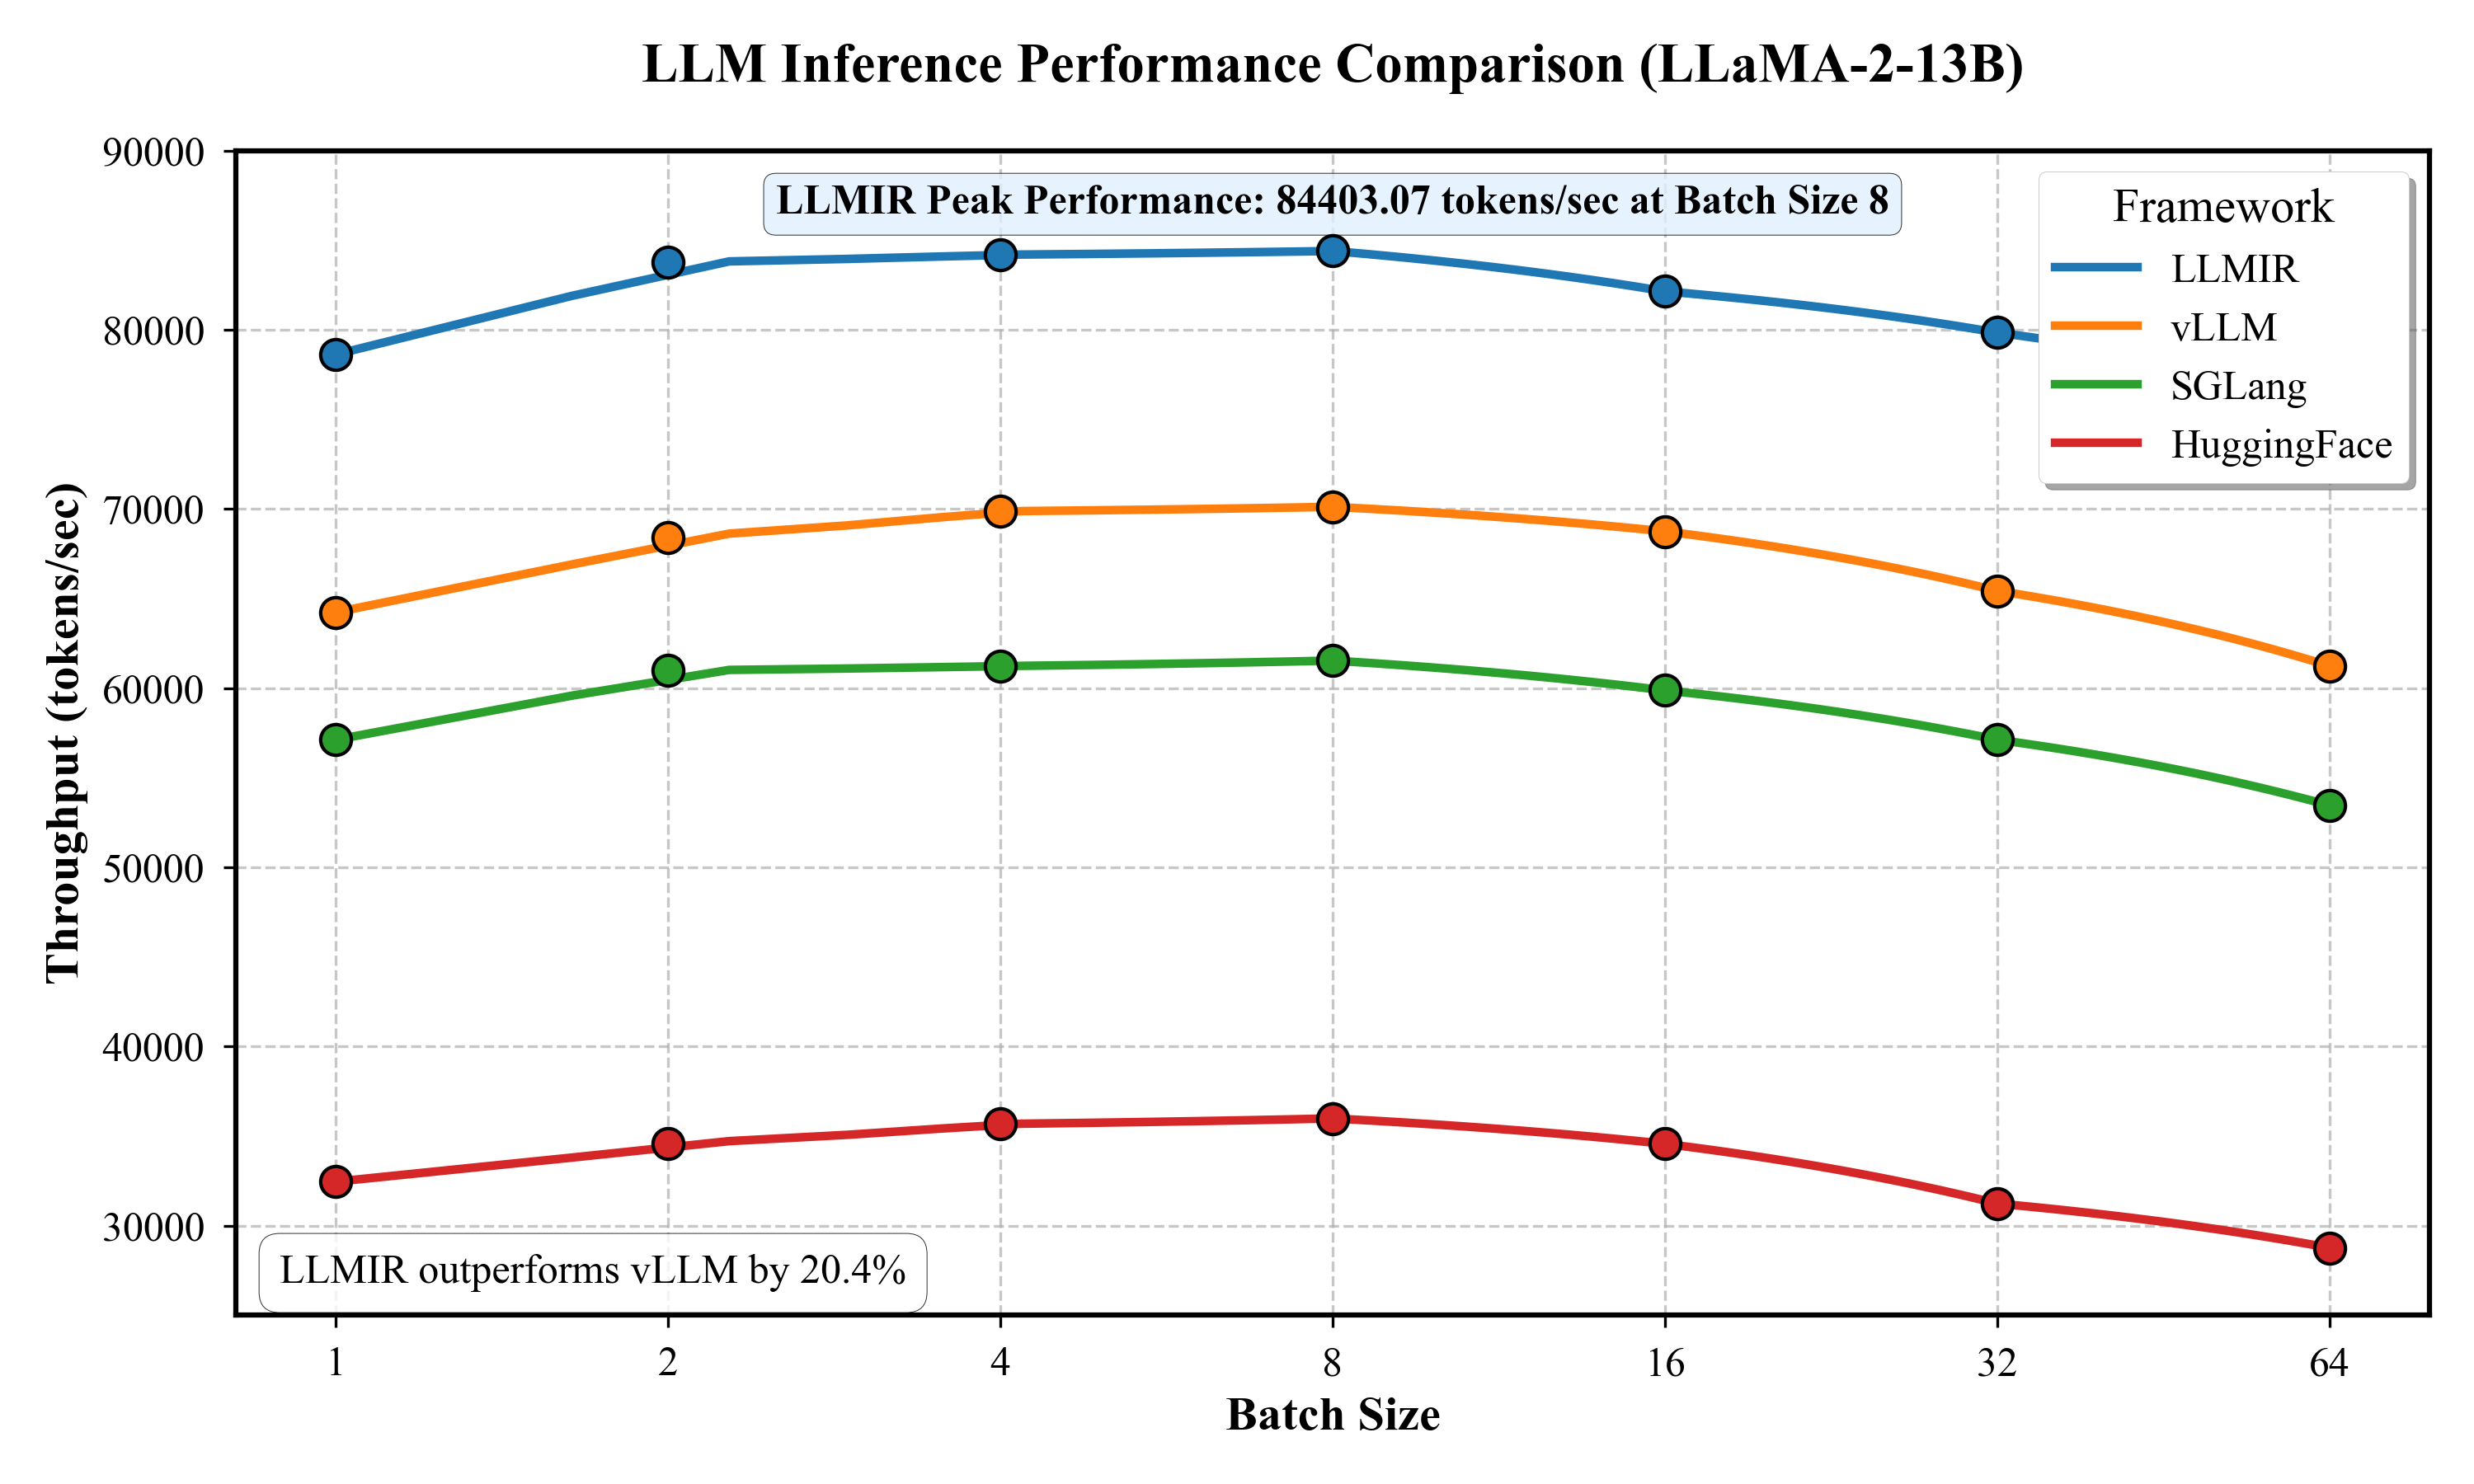 LLM Inference Performance Comparison (LLaMA-2-13B)
90000
80000
70000
60000
50000
40000
30000
Throughput (tokens/sec)
LLMIR Peak Performance: 84403.07 tokens/sec at Batch Size 8
Framework
LLMIR
vLLM
SGLang
HuggingFace
LLMIR outperforms vLLM by 20.4%
1
2
4
8
16
32
64
Batch Size